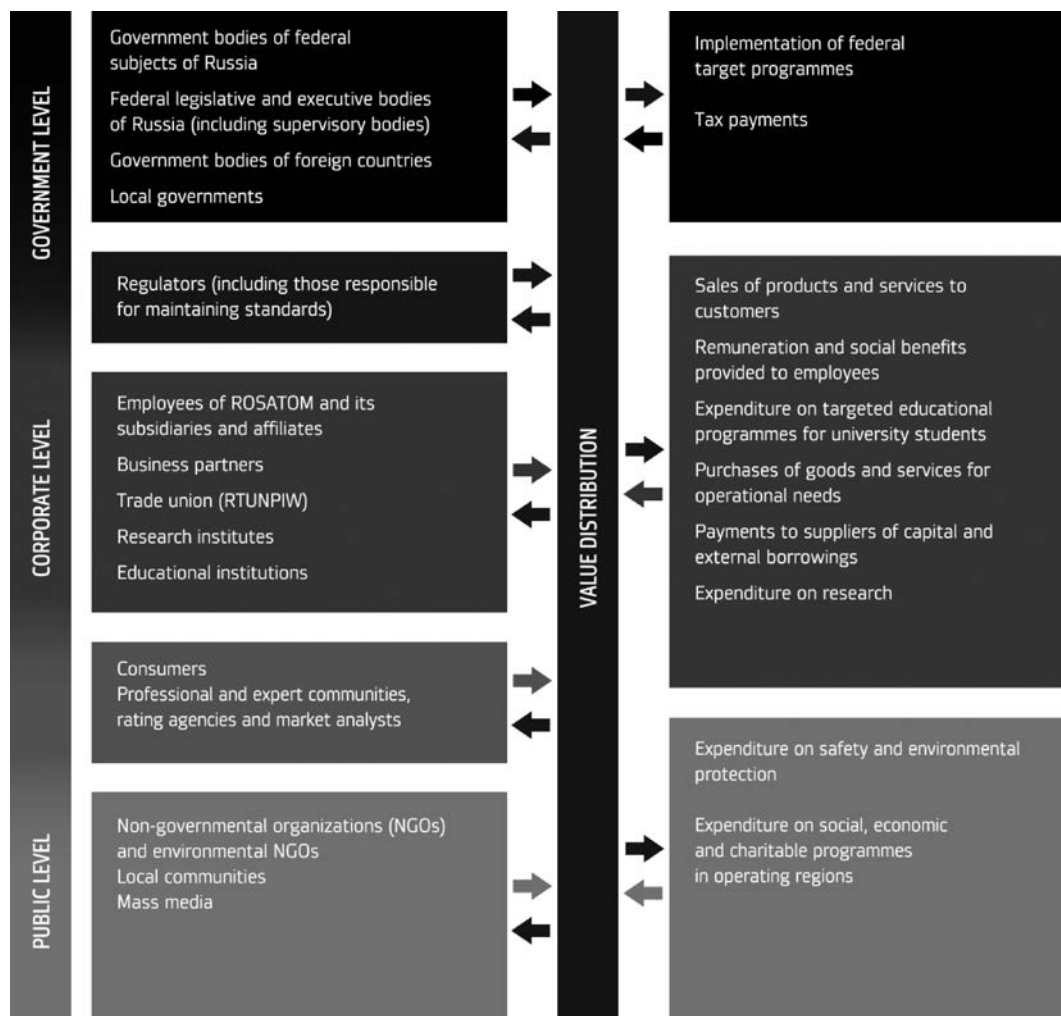 GOVERNMENT LEVEL
Government bodies of federal
subjects of Russia
Federal legislative and executive bodies
of Russia (including supervisory bodies)
Government bodies of foreign countries
Local governments
Regulators (including those responsible
for maintaining standards)
CORPORATE LEVEL
Employees of ROSATOM and its
subsidiaries and affiliates
Business partners
Trade union (RTUNPIW)
Research institutes
Educational institutions
Consumers
Professional and expert communities,
rating agencies and market analysts
PUBLIC LEVEL
Non-governmental organizations (NGOs)
and environmental NGOs
Local communities
Mass media
VALUE DISTRIBUTION
Implementation of federal
target programmes
Tax payments
Sales of products and services to
customers
Remuneration and social benefits
provided to employees
Expenditure on targeted educational
programmes for university students
Purchases of goods and services for
operational needs
Payments to suppliers of capital and
external borrowings
Expenditure on research
Expenditure on safety and environmental
protection
Expenditure on social, economic
and charitable programmes
in operating regions